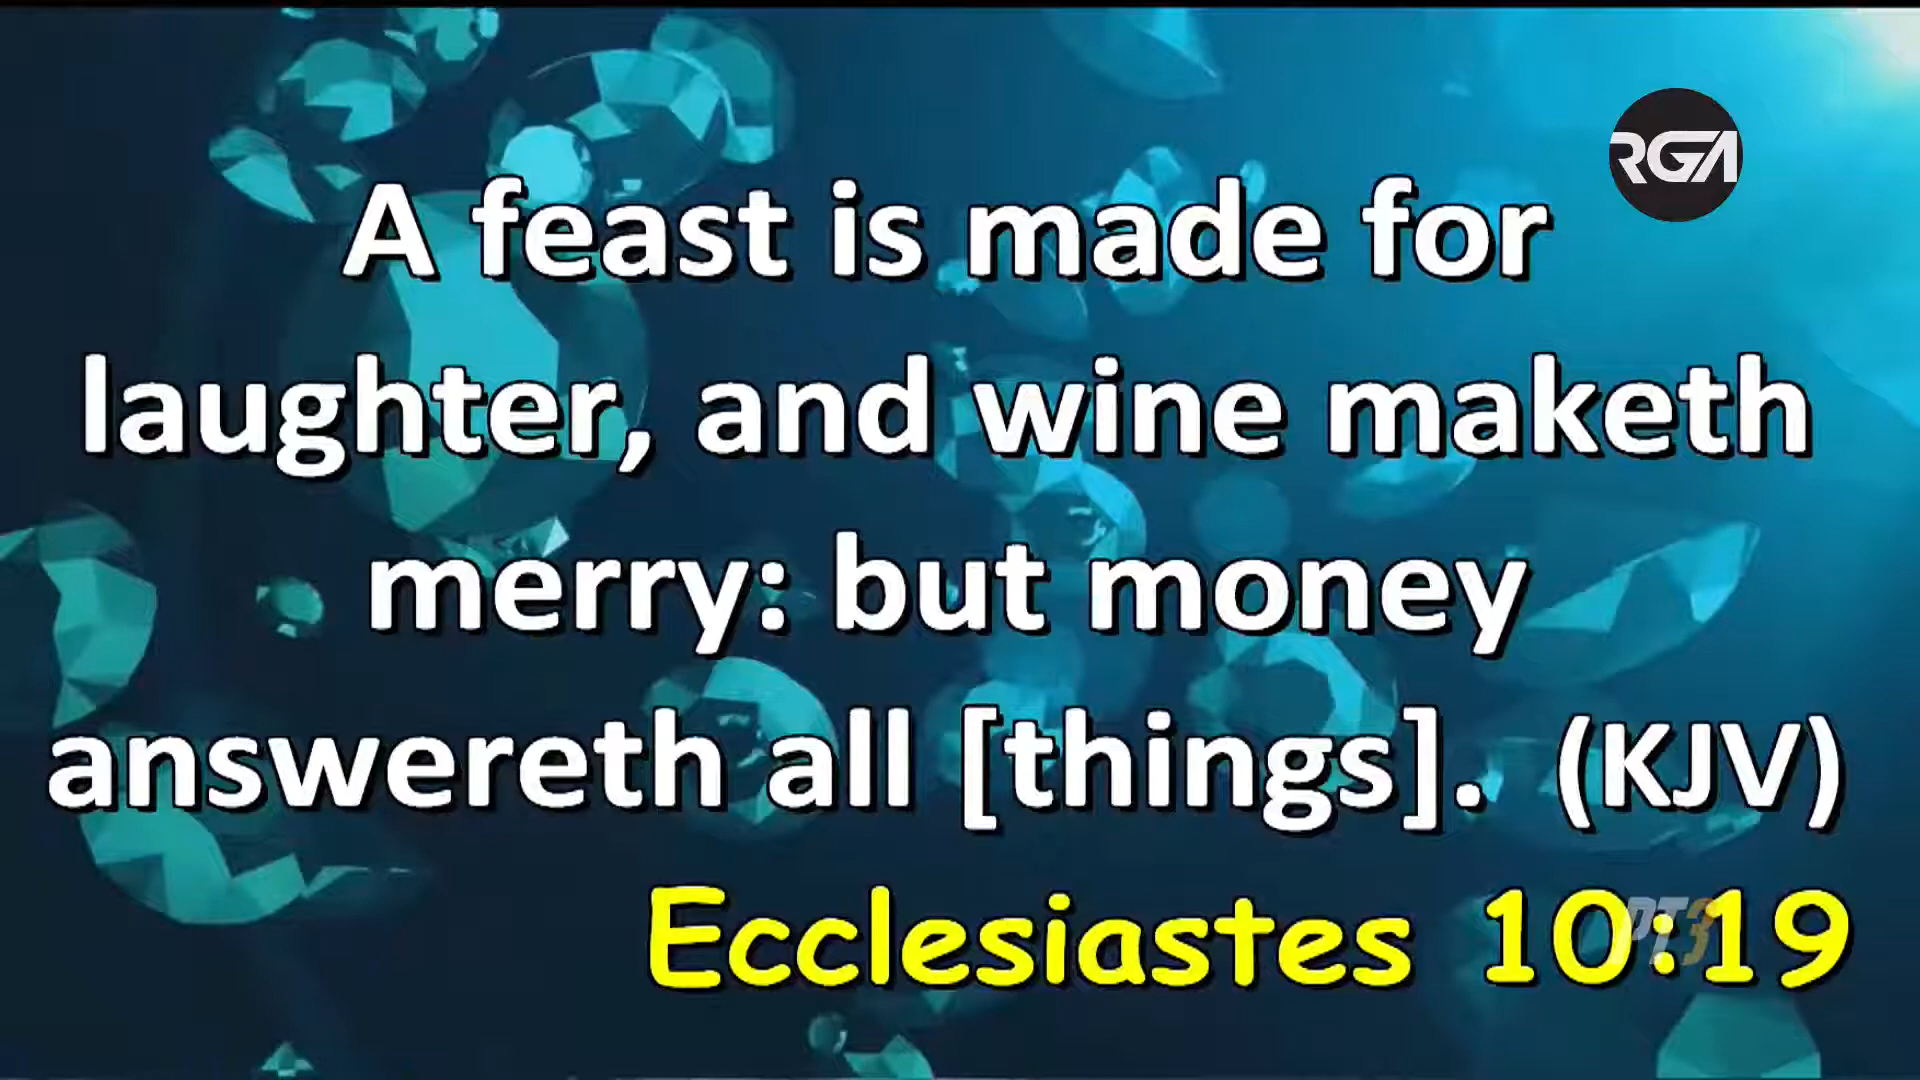 RGA
A feast is made for
laughter, and wine maketh
merry: but money
answereth all [things]. (KJV)
Ecclesiastes 10:19
PT3